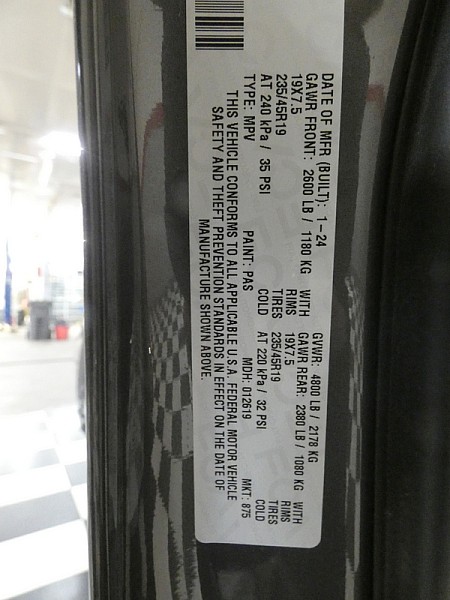 DATE OF MFR (BUILT): 1-24 GVWR: 4800 LB / 2178 KG
GAWR FRONT: 2600 LB / 1180 KG WITH GAWR REAR: 2380 LB / 1080 KG WITH
19X7.5 RIMS 19X7.5 RIMS
235/45R19 TIRES 235/45R19 TIRES
AT 240 kPa / 35 PSI COLD AT 220 kPa / 32 PSI COLD
TYPE: MPV PAINT: PAS MDH: 012619 MKT: 875
THIS VEHICLE CONFORMS TO ALL APPLICABLE U.S.A. FEDERAL MOTOR VEHICLE
SAFETY AND THEFT PREVENTION STANDARDS IN EFFECT ON THE DATE OF
MANUFACTURE SHOWN ABOVE.